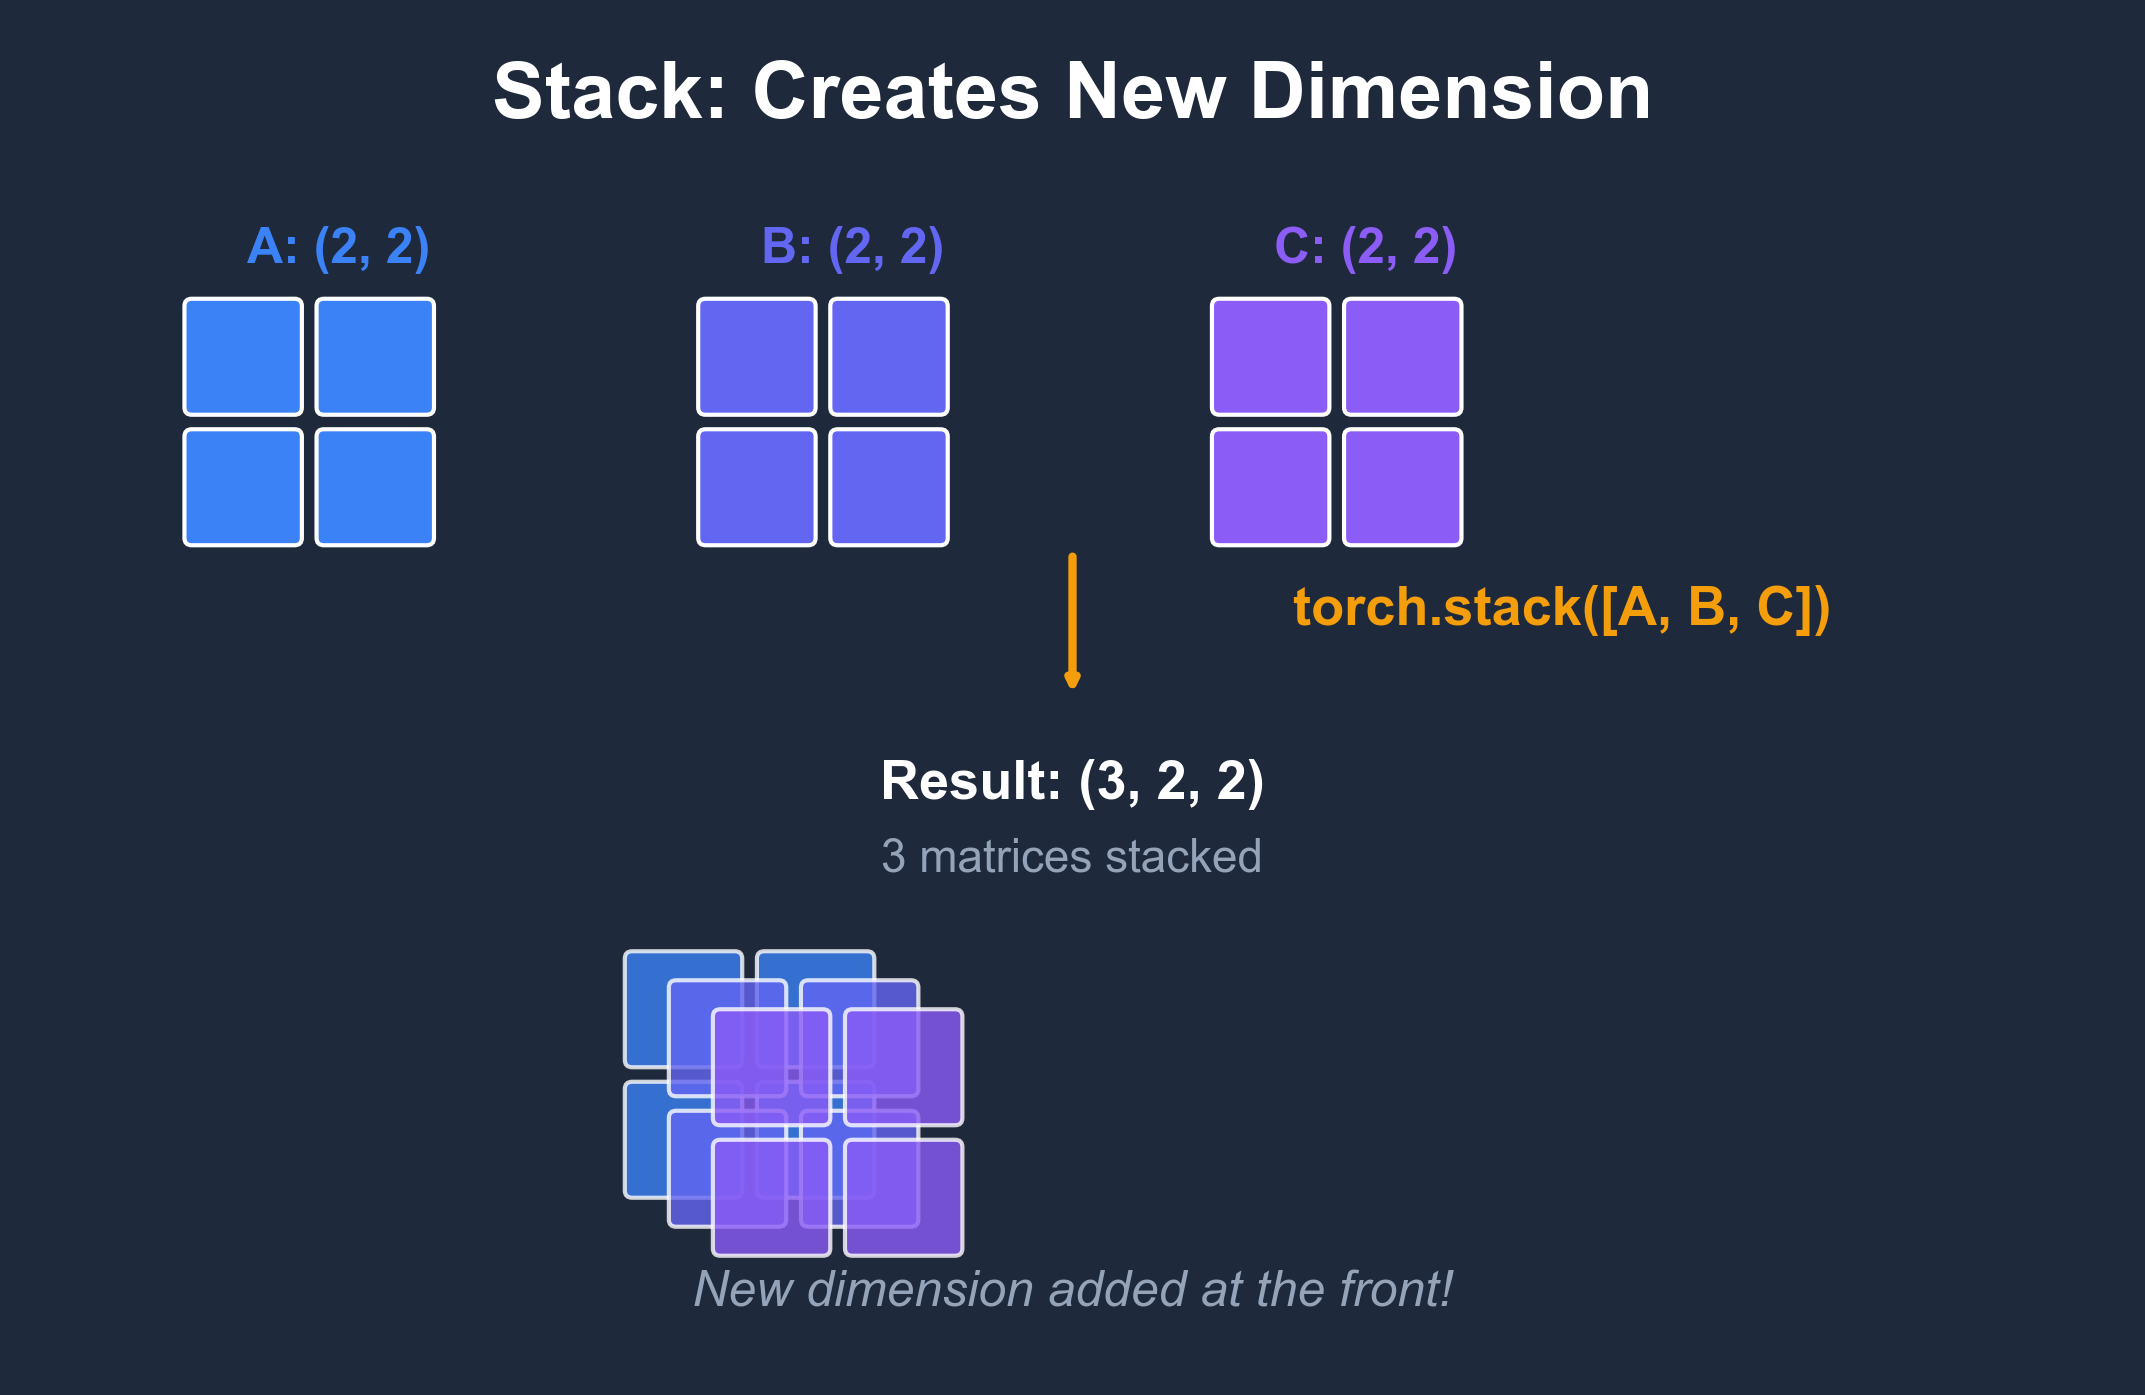 Stack: Creates New Dimension
A: (2, 2)
B: (2, 2)
C: (2, 2)
torch.stack([A, B, C])
Result: (3, 2, 2)
3 matrices stacked
New dimension added at the front!